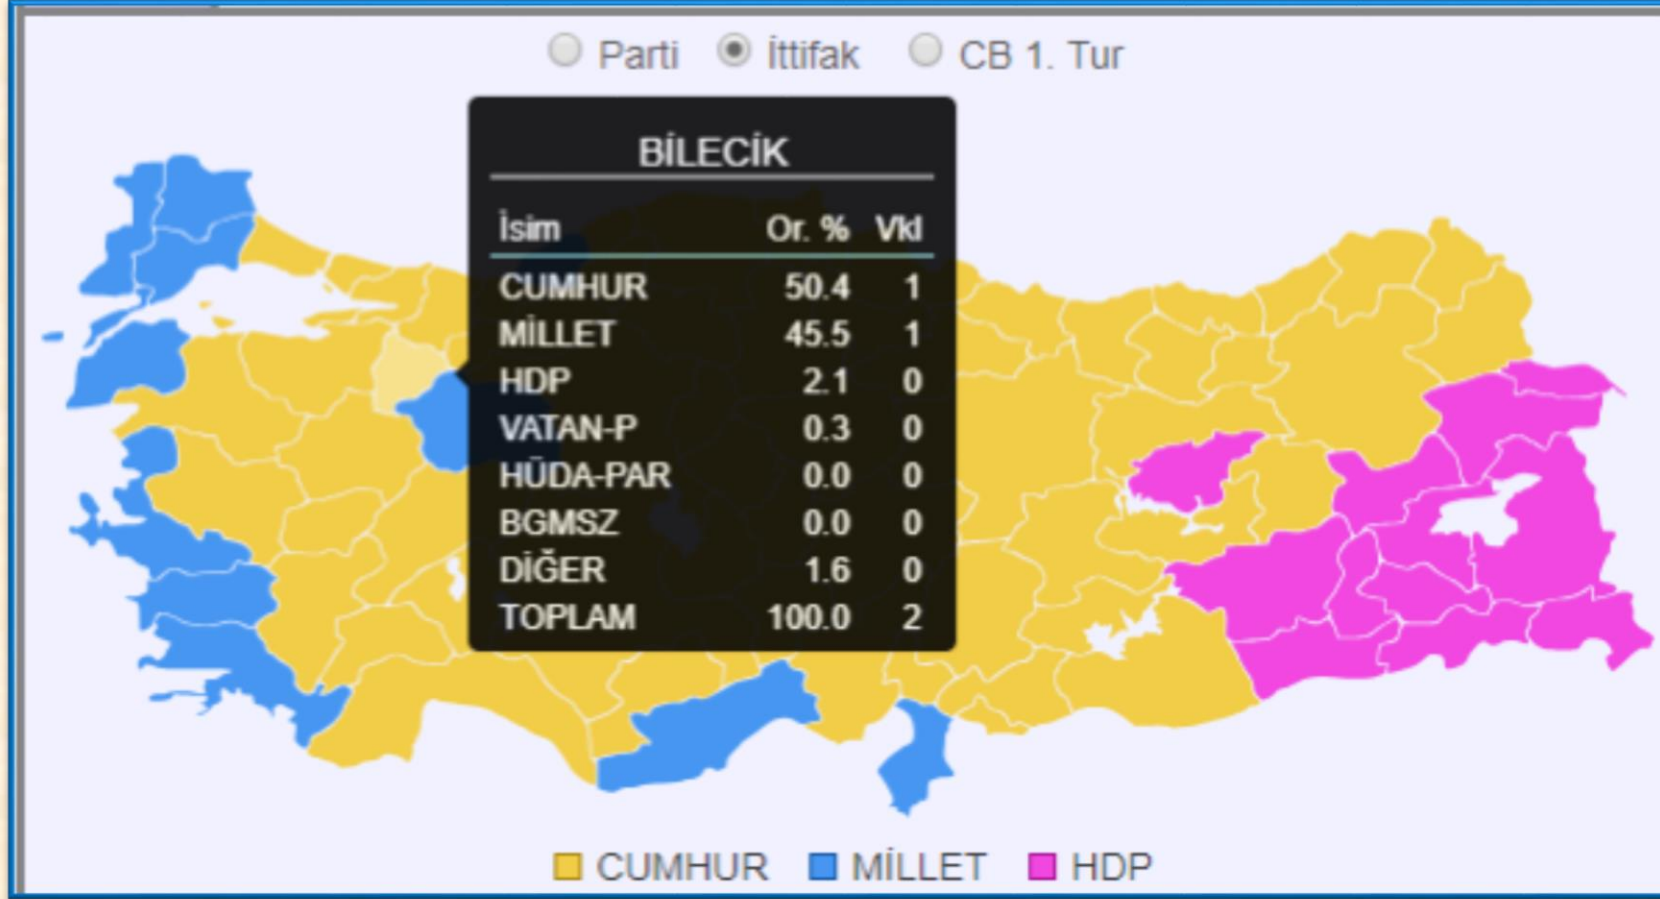 Parti İttifak CB 1. Tur
BİLECİK
İsim Or. % Vkl
CUMHUR 50.4 1
MİLLET 45.5 1
HDP 2.1 0
VATAN-P 0.3 0
HÜDA-PAR 0.0 0
BGMSZ 0.0 0
DİĞER 1.6 0
TOPLAM 100.0 2
CUMHUR MİLLET HDP